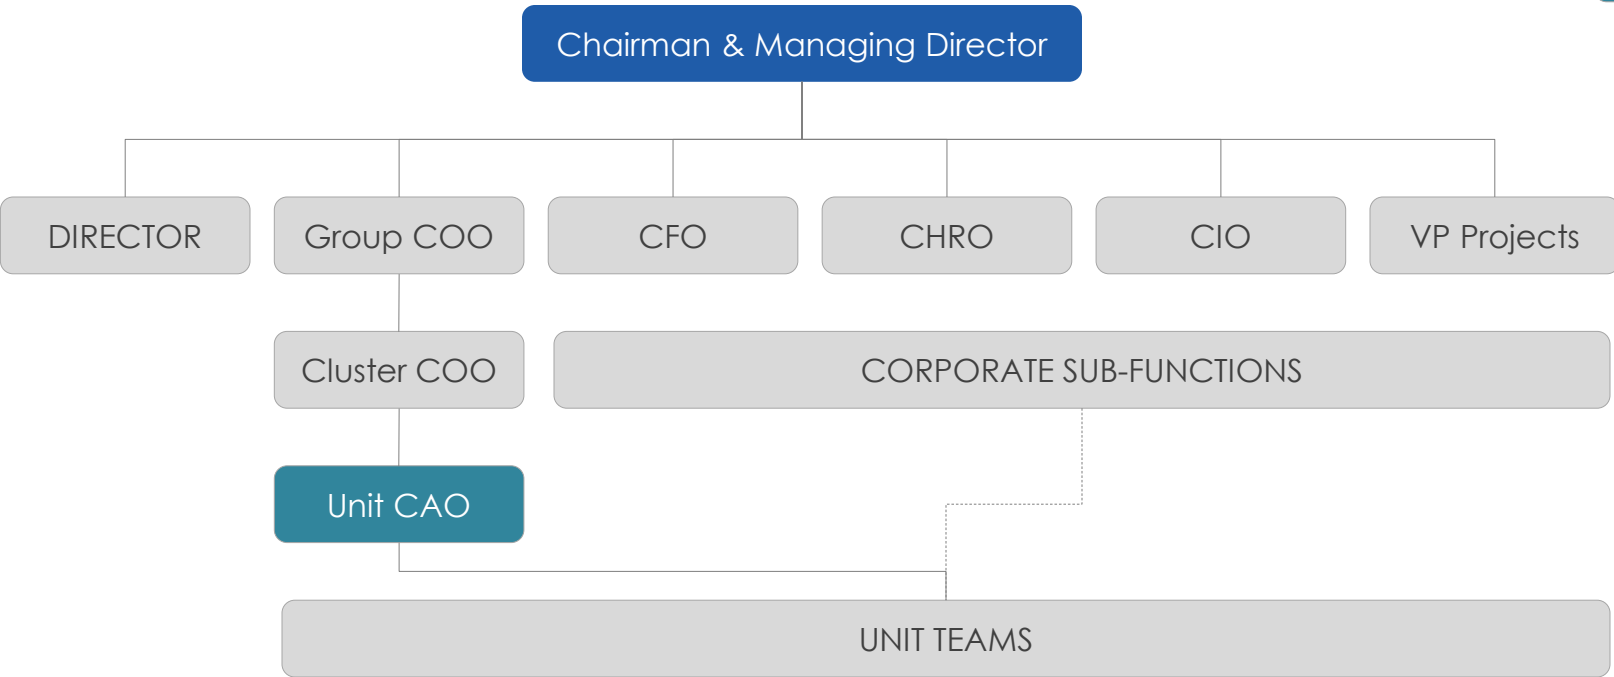 Chairman & Managing Director
DIRECTOR
Group COO
CFO
CHRO
CIO
VP Projects
Cluster COO
CORPORATE SUB-FUNCTIONS
Unit CAO
UNIT TEAMS